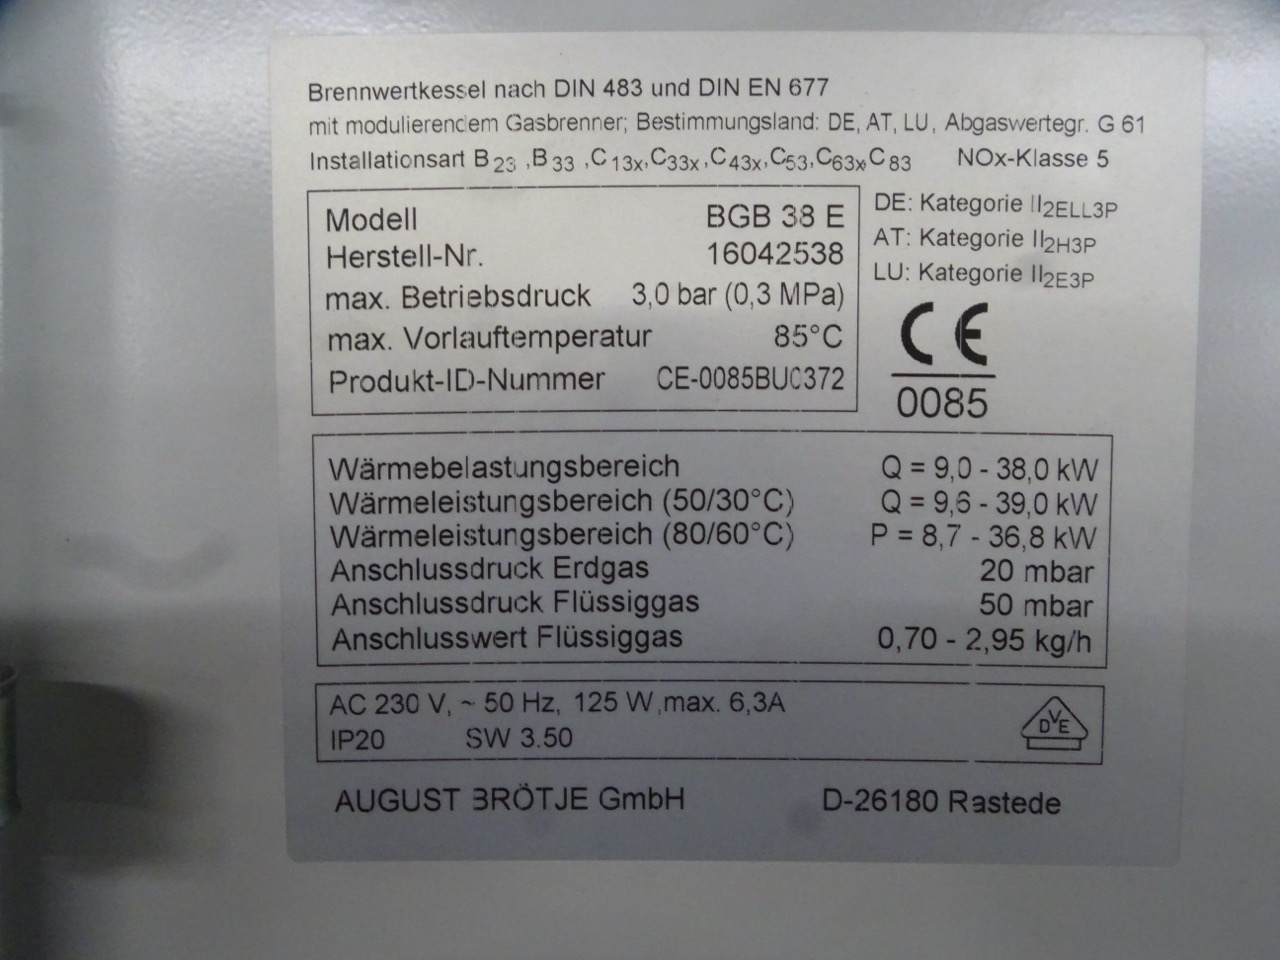 Brennwertkessel nach DIN 483 und DIN EN 677
mit modulierendem Gasbrenner; Bestimmungsland: DE, AT, LU, Abgaswertegr. G 61
Installationsart B23 ,B33 ,C13x,C33x,C43x,C53,C63x,C83 NOx-Klasse 5
Modell BGB 38 E
Herstell-Nr. 16042538
max. Betriebsdruck 3,0 bar (0,3 MPa)
max. Vorlauftemperatur 85°C
Produkt-ID-Nummer CE-0085BU0372
DE: Kategorie II2ELL3P
AT: Kategorie II2H3P
LU: Kategorie II2E3P
CE
0085
Wärmebelastungsbereich Q = 9,0 - 38,0 kW
Wärmeleistungsbereich (50/30°C) Q = 9,6 - 39,0 kW
Wärmeleistungsbereich (80/60°C) P = 8,7 - 36,8 kW
Anschlussdruck Erdgas 20 mbar
Anschlussdruck Flüssiggas 50 mbar
Anschlusswert Flüssiggas 0,70 - 2,95 kg/h
AC 230 V, ~ 50 Hz, 125 W,max. 6,3A
IP20 SW 3.50
DVE
AUGUST BRÖTJE GmbH D-26180 Rastede